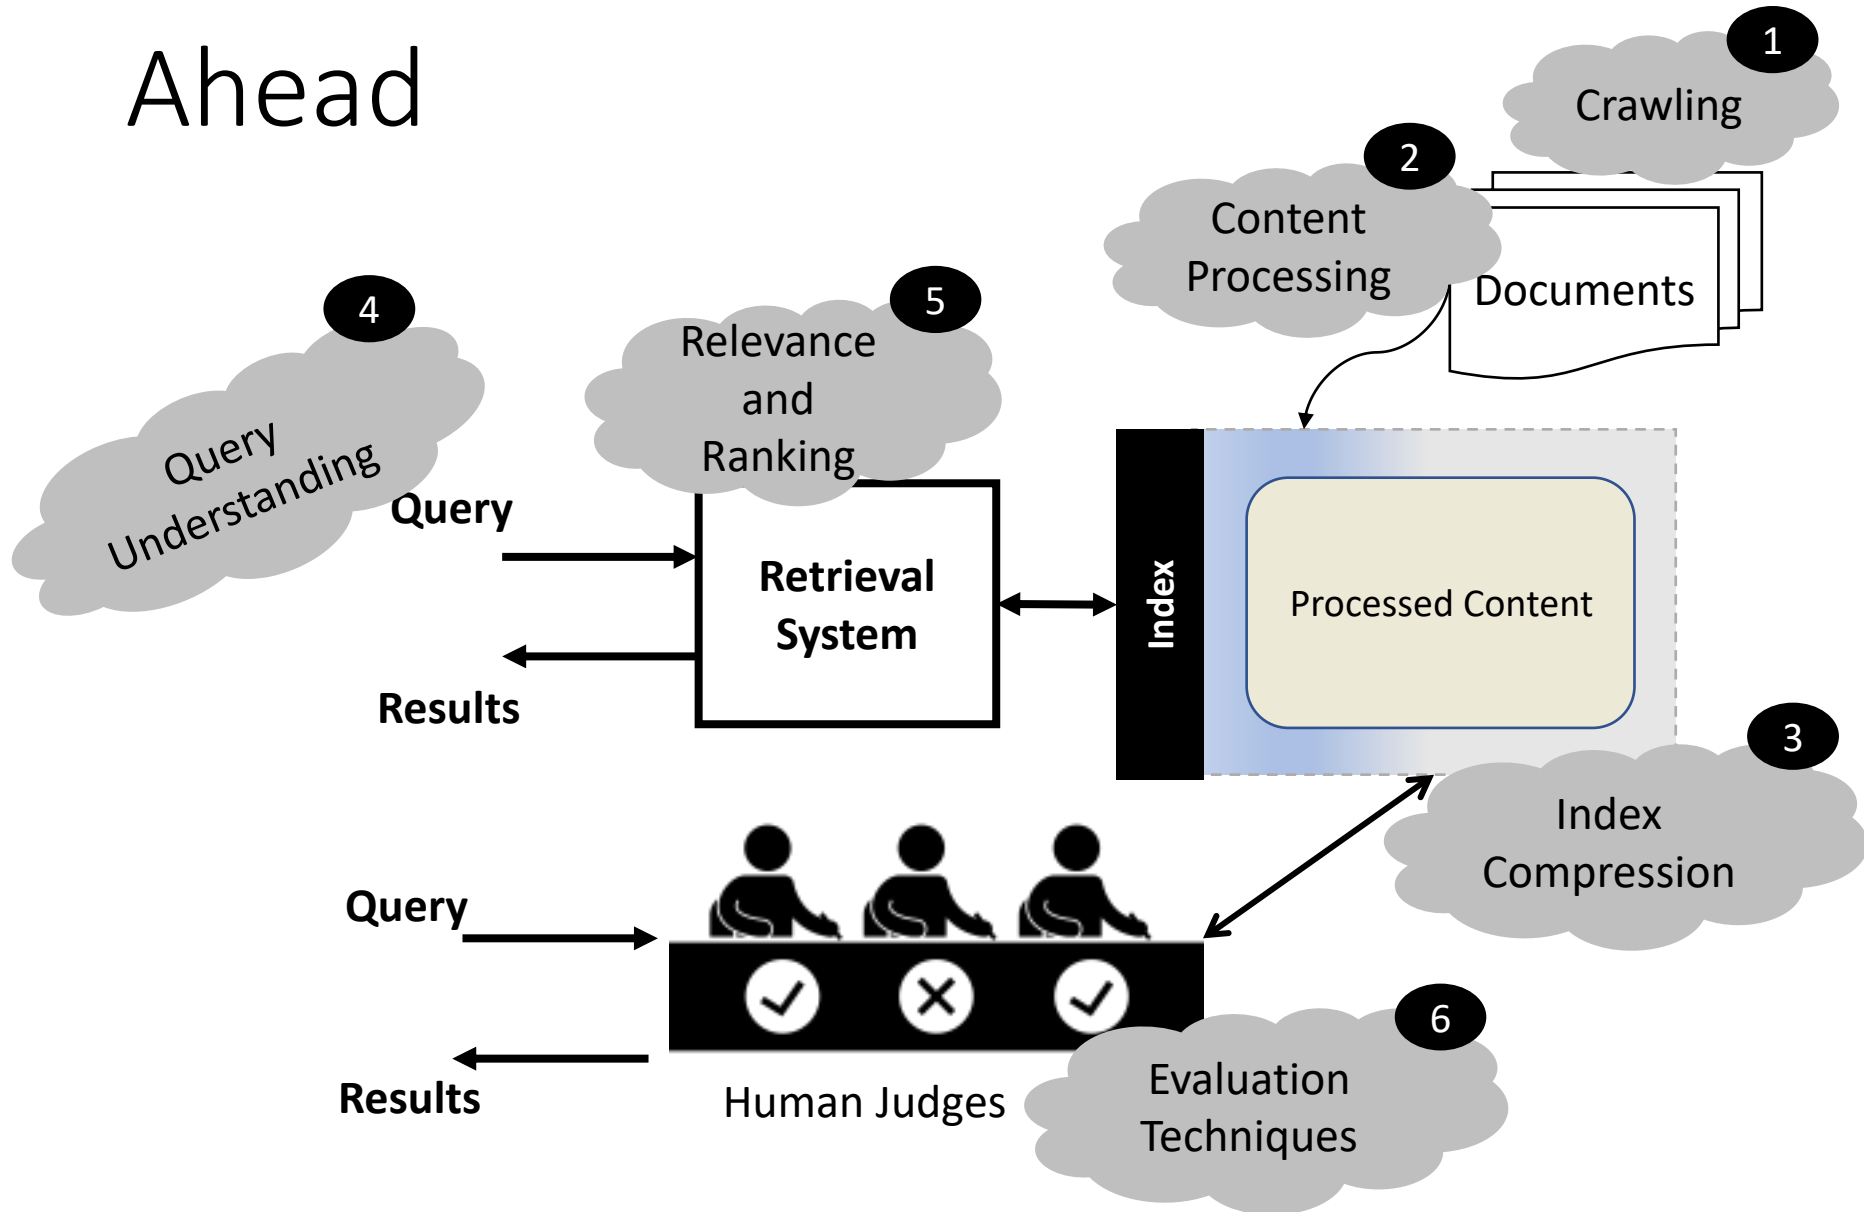 Ahead
1
Crawling
2
Content
Processing
Documents
4
Query
Understanding
5
Relevance
and
Ranking
Query
Retrieval
System
Results
Index
Processed Content
3
Index
Compression
Query
Results
Human Judges
6
Evaluation
Techniques